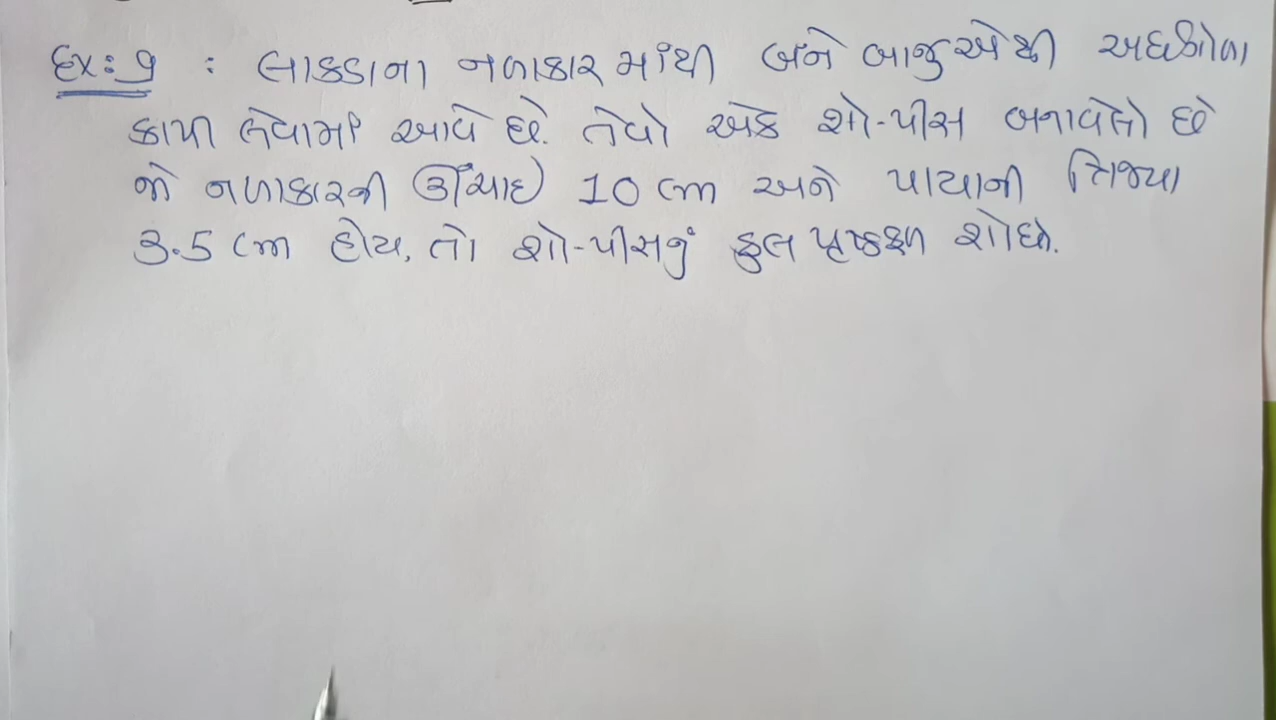 Ex: 9 : લાકડાના નળાકાર માંથી બંને બાજુએથી અર્ધગોળા
કાપી લેવામાં આવે છે. તેવો એક શો-પીસ બનાવેલો છે
જો નળાકારની ઊંચાઈ 10 cm અને પાયાની ત્રિજ્યા
3.5 cm હોય, તો શો-પીસનું કુલ પૃષ્ઠફળ શોધો.